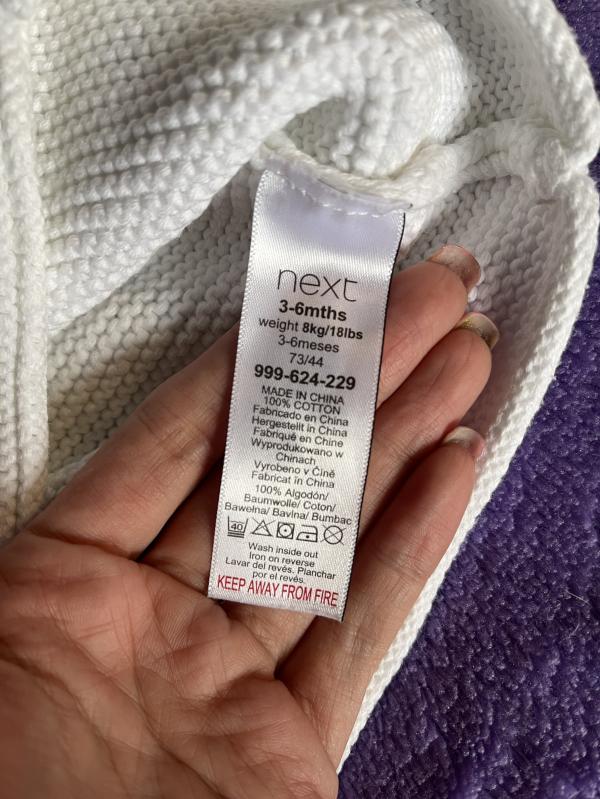 next
3-6mths
weight 8kg/18lbs
3-6meses
73/44
999-624-229
MADE IN CHINA
100% COTTON
Fabricado en China
Hergestellt in China
Fabriqué en Chine
Wyprodukowano w
Chinach
Vyrobeno v Číně
Fabricat in China
100% Algodón/
Baumwolle/ Coton/
Bawełna/ Bavlna/ Bumbac
40
Wash inside out
Iron on reverse
Lavar del revés. Planchar
por el revés.
KEEP AWAY FROM FIRE